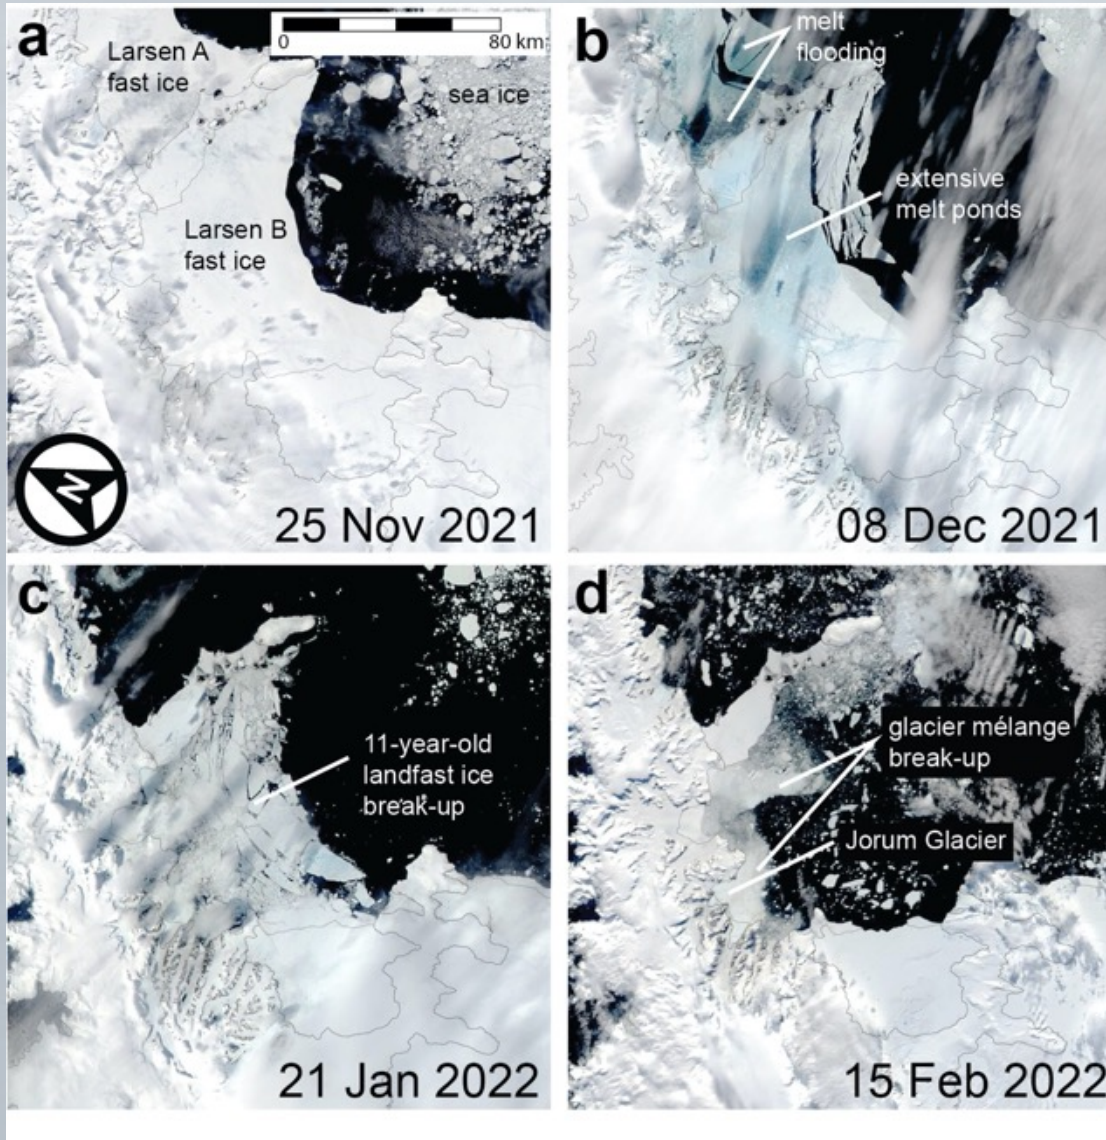 a
Larsen A
fast ice
0
80 km
sea ice
Larsen B
fast ice
N
25 Nov 2021
b
melt
flooding
extensive
melt ponds
08 Dec 2021
c
11-year-old
landfast ice
break-up
21 Jan 2022
d
glacier mélange
break-up
Jorum Glacier
15 Feb 2022